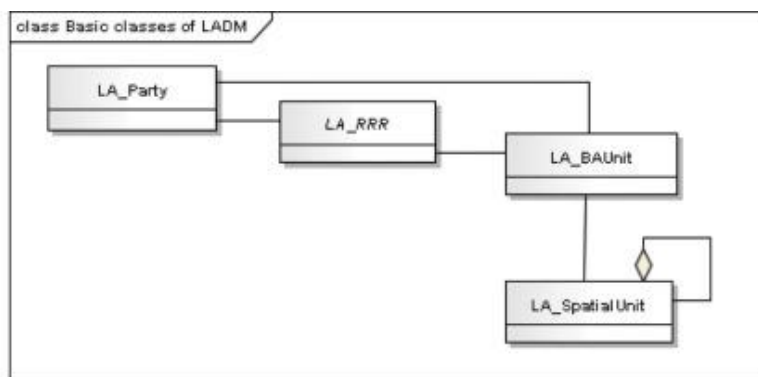 class Basic classes of LADM
LA_Party
LA_RRR
LA_BAUnit
LA_SpatialUnit